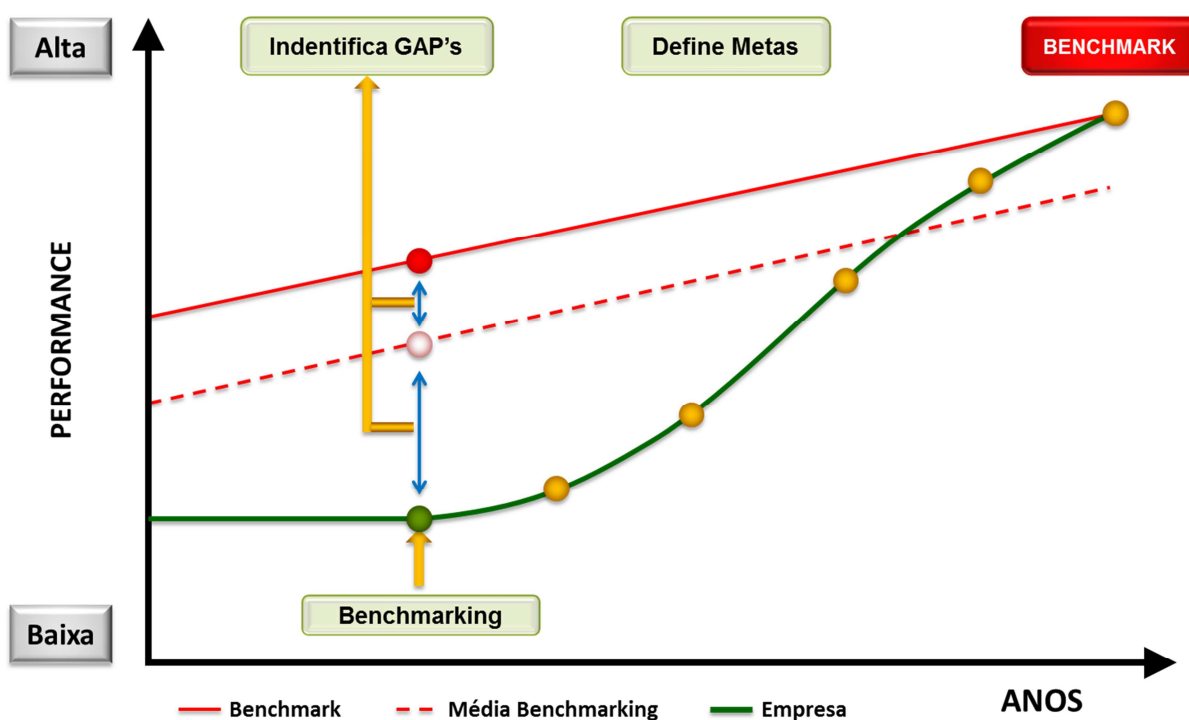 Alta
Indentifica GAP's
Define Metas
BENCHMARK
PERFORMANCE
Benchmarking
Baixa
Benchmark
Média Benchmarking
Empresa
ANOS